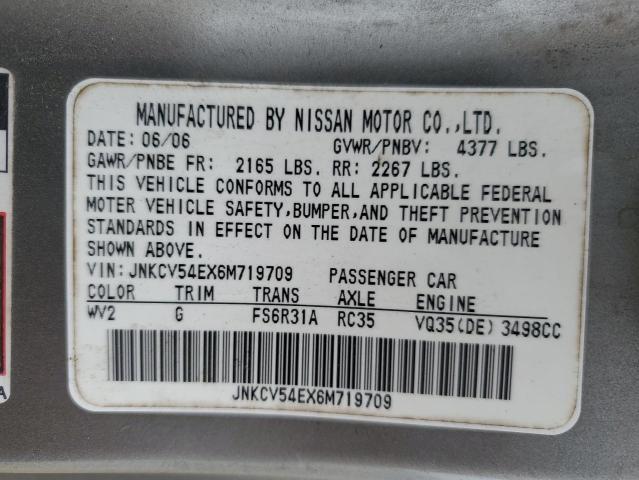 MANUFACTURED BY NISSAN MOTOR CO.,LTD.
DATE: 06/06 GVWR/PNBV: 4377 LBS.
GAWR/PNBE FR: 2165 LBS. RR: 2267 LBS.
THIS VEHICLE CONFORMS TO ALL APPLICABLE FEDERAL
MOTER VEHICLE SAFETY,BUMPER,AND THEFT PREVENTION
STANDARDS IN EFFECT ON THE DATE OF MANUFACTURE
SHOWN ABOVE.
VIN: JNKCV54EX6M719709 PASSENGER CAR
COLOR TRIM TRANS AXLE ENGINE
WV2 G FS6R31A RC35 VQ35(DE) 3498CC
JNKCV54EX6M719709
A